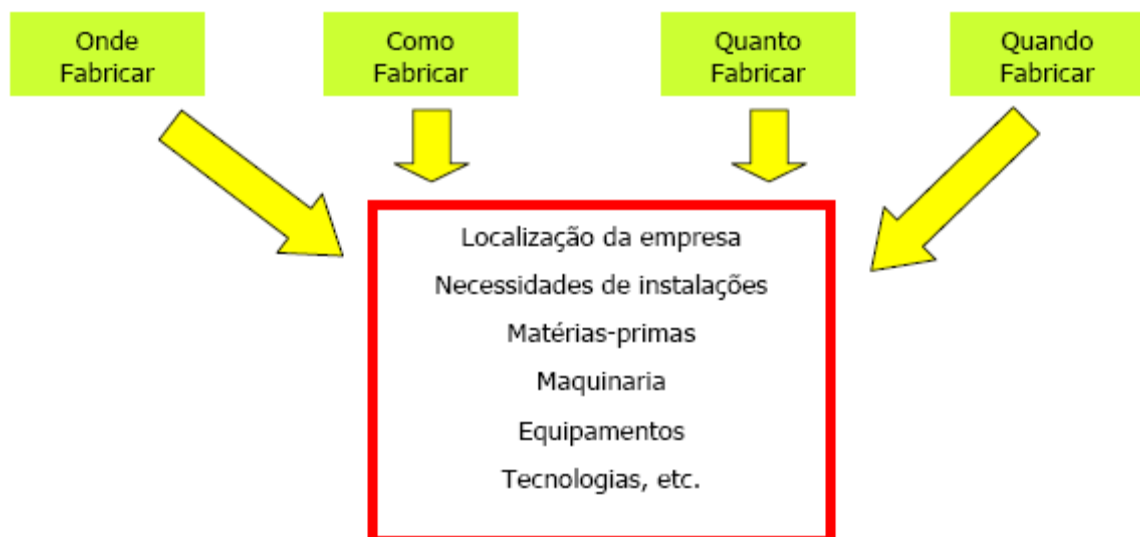 Onde
Fabricar
Como
Fabricar
Quanto
Fabricar
Quando
Fabricar
Localização da empresa
Necessidades de instalações
Matérias-primas
Maquinaria
Equipamentos
Tecnologias, etc.